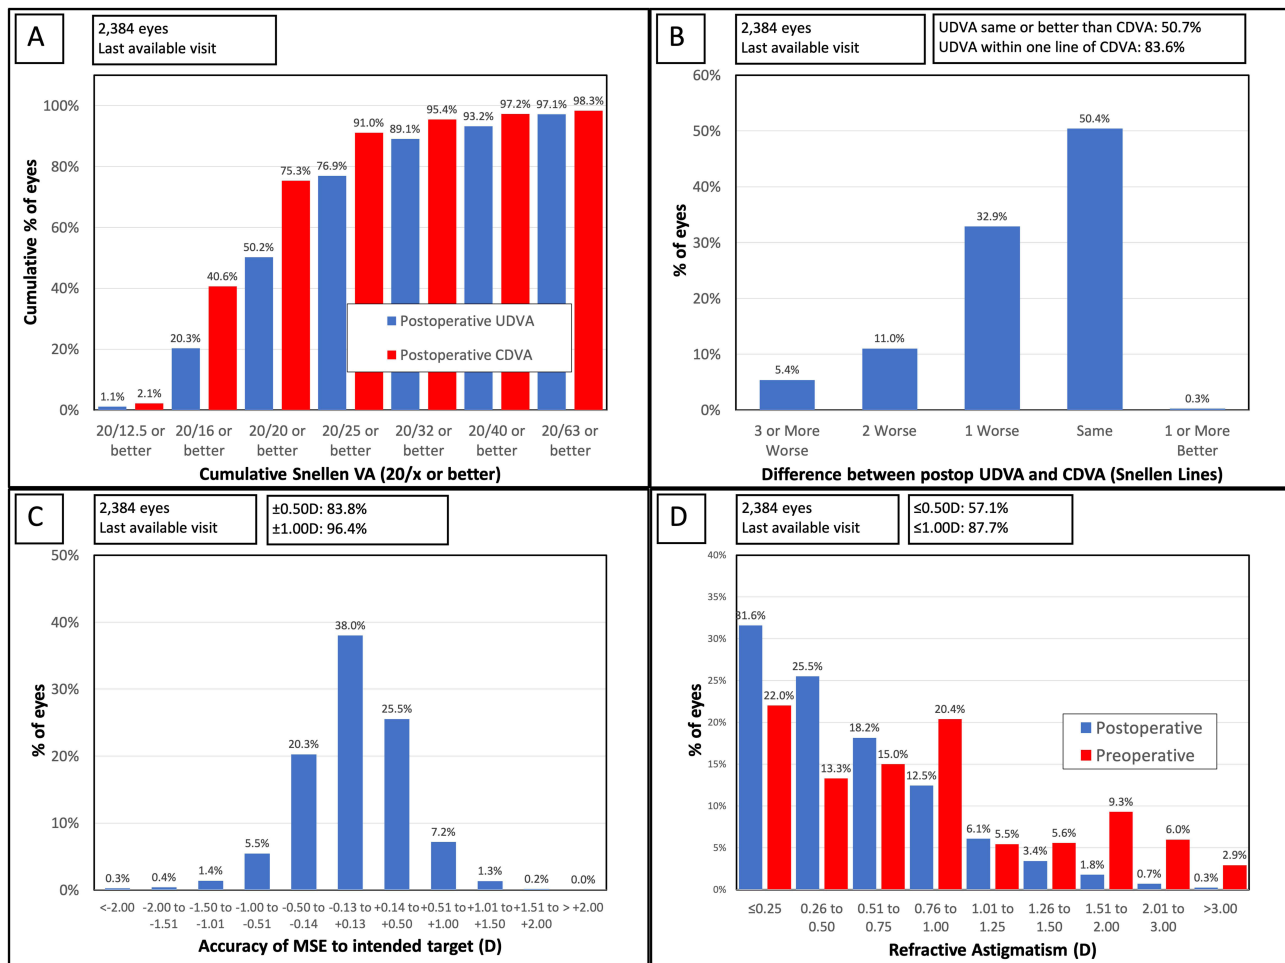 A
2,384 eyes
Last available visit
Cumulative % of eyes
100%
80%
60%
40%
20%
0%
1.1%
2.1%
20.3%
40.6%
50.2%
75.3%
76.9%
91.0%
89.1%
95.4%
93.2%
97.2%
97.1%
98.3%
Postoperative UDVA
Postoperative CDVA
20/12.5 or better
20/16 or better
20/20 or better
20/25 or better
20/32 or better
20/40 or better
20/63 or better
Cumulative Snellen VA (20/x or better)
B
2,384 eyes
Last available visit
UDVA same or better than CDVA: 50.7%
UDVA within one line of CDVA: 83.6%
% of eyes
60%
50%
40%
30%
20%
10%
0%
5.4%
11.0%
32.9%
50.4%
0.3%
3 or More Worse
2 Worse
1 Worse
Same
1 or More Better
Difference between postop UDVA and CDVA (Snellen Lines)
C
2,384 eyes
Last available visit
±0.50D: 83.8%
±1.00D: 96.4%
% of eyes
50%
40%
30%
20%
10%
0%
0.3%
0.4%
1.4%
5.5%
20.3%
38.0%
25.5%
7.2%
1.3%
0.2%
0.0%
<-2.00
-2.00 to -1.51
-1.50 to -1.01
-1.00 to -0.51
-0.50 to -0.14
-0.13 to +0.13
+0.14 to +0.50
+0.51 to +1.00
+1.01 to +1.50
+1.51 to +2.00
> +2.00
Accuracy of MSE to intended target (D)
D
2,384 eyes
Last available visit
≤0.50D: 57.1%
≤1.00D: 87.7%
% of eyes
40%
35%
30%
25%
20%
15%
10%
5%
0%
31.6%
22.0%
25.5%
13.3%
18.2%
15.0%
12.5%
20.4%
6.1%
5.5%
3.4%
5.6%
1.8%
9.3%
0.7%
6.0%
0.3%
2.9%
Postoperative
Preoperative
≤0.25
0.26 to 0.50
0.51 to 0.75
0.76 to 1.00
1.01 to 1.25
1.26 to 1.50
1.51 to 2.00
2.01 to 3.00
>3.00
Refractive Astigmatism (D)